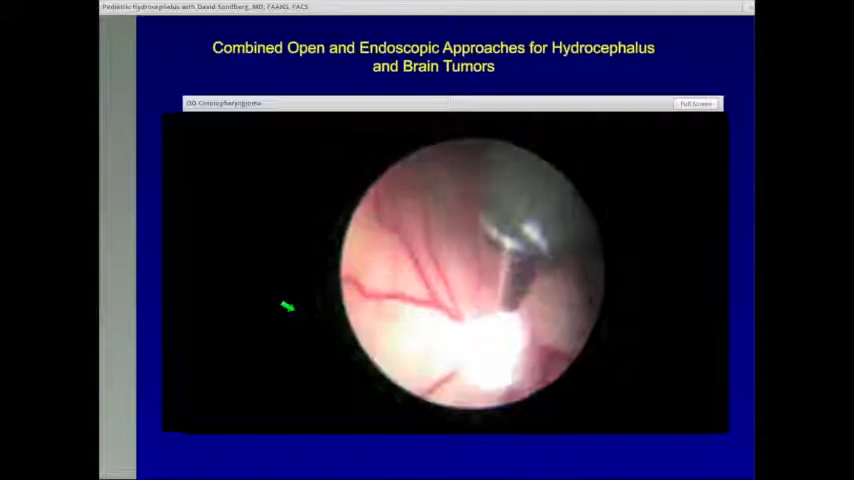 Pediatric Hydrocephalus with David Sandberg, MD, FAANS, FACS
Combined Open and Endoscopic Approaches for Hydrocephalus
and Brain Tumors
Craniopharyngioma
Full Screen